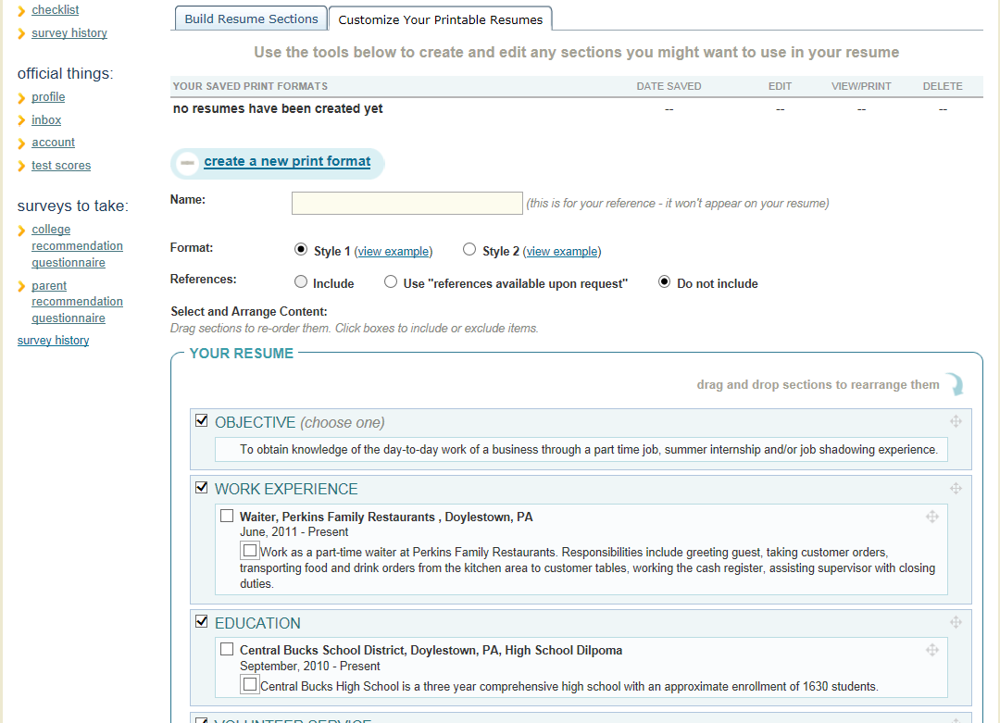 checklist
survey history
official things:
profile
inbox
account
test scores
surveys to take:
college
recommendation
questionnaire
parent
recommendation
questionnaire
survey history
Build Resume Sections
Customize Your Printable Resumes
Use the tools below to create and edit any sections you might want to use in your resume
YOUR SAVED PRINT FORMATS DATE SAVED EDIT VIEW/PRINT DELETE
no resumes have been created yet -- -- -- --
create a new print format
Name: (this is for your reference - it won't appear on your resume)
Format: Style 1 (view example) Style 2 (view example)
References: Include Use "references available upon request" Do not include
Select and Arrange Content:
Drag sections to re-order them. Click boxes to include or exclude items.
YOUR RESUME
drag and drop sections to rearrange them
OBJECTIVE (choose one)
To obtain knowledge of the day-to-day work of a business through a part time job, summer internship and/or job shadowing experience.
WORK EXPERIENCE
Waiter, Perkins Family Restaurants , Doylestown, PA
June, 2011 - Present
Work as a part-time waiter at Perkins Family Restaurants. Responsibilities include greeting guest, taking customer orders,
transporting food and drink orders from the kitchen area to customer tables, working the cash register, assisting supervisor with closing
duties.
EDUCATION
Central Bucks School District, Doylestown, PA, High School Dilpoma
September, 2010 - Present
Central Bucks High School is a three year comprehensive high school with an approximate enrollment of 1630 students.
VOLUNTEER SERVICE